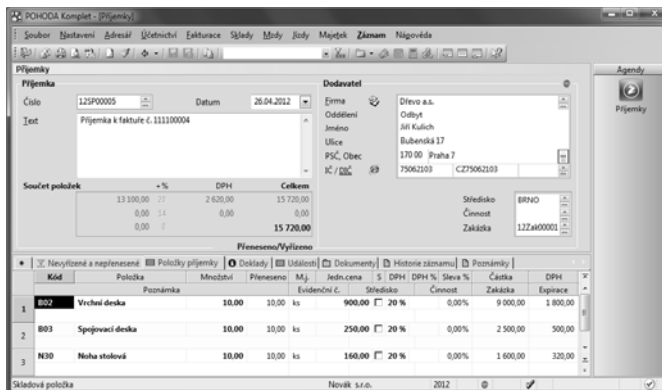 POHODA Komplet - [Příjemky]
Soubor Nastavení Adresář Účetnictví Fakturace Sklady Mzdy Jízdy Majetek Záznam Nápověda
Příjemky
Agendy
Příjemky
Příjemka
Číslo 12SP00005 Datum 26.04.2012
Text Příjemka k faktuře č. 111100004
Dodavatel
Firma Dřevo a.s.
Oddělení Odbyt
Jméno Jiří Kulich
Ulice Bubenská 17
PSČ, Obec 170 00 Praha 7
IČ / DIČ 75062103 CZ75062103
Součet položek + % DPH Celkem
13 100,00 2 620,00 15 720,00
0,00 14 0,00 0,00
0,00 15 720,00
Středisko BRNO
Činnost
Zakázka 12Zak00001
Přeneseno/Vyřízeno
Nevyřízené a nepřenesené Položky příjemky Doklady Události Dokumenty Historie záznamu Poznámky
Kód Položka Množství Přeneseno M.j. Jedn.cena S DPH DPH % Sleva % Částka DPH
Poznámka Evidenční č. Středisko Činnost Zakázka Expirace
1 B02 Vrchní deska 10,00 10,00 ks 900,00 20 % 0,00% 9 000,00 1 800,00
2 B03 Spojovací deska 10,00 10,00 ks 250,00 20 % 0,00% 2 500,00 500,00
3 N30 Noha stolová 10,00 10,00 ks 160,00 20 % 0,00% 1 600,00 320,00
Skladová položka Novák s.r.o. 2012 @